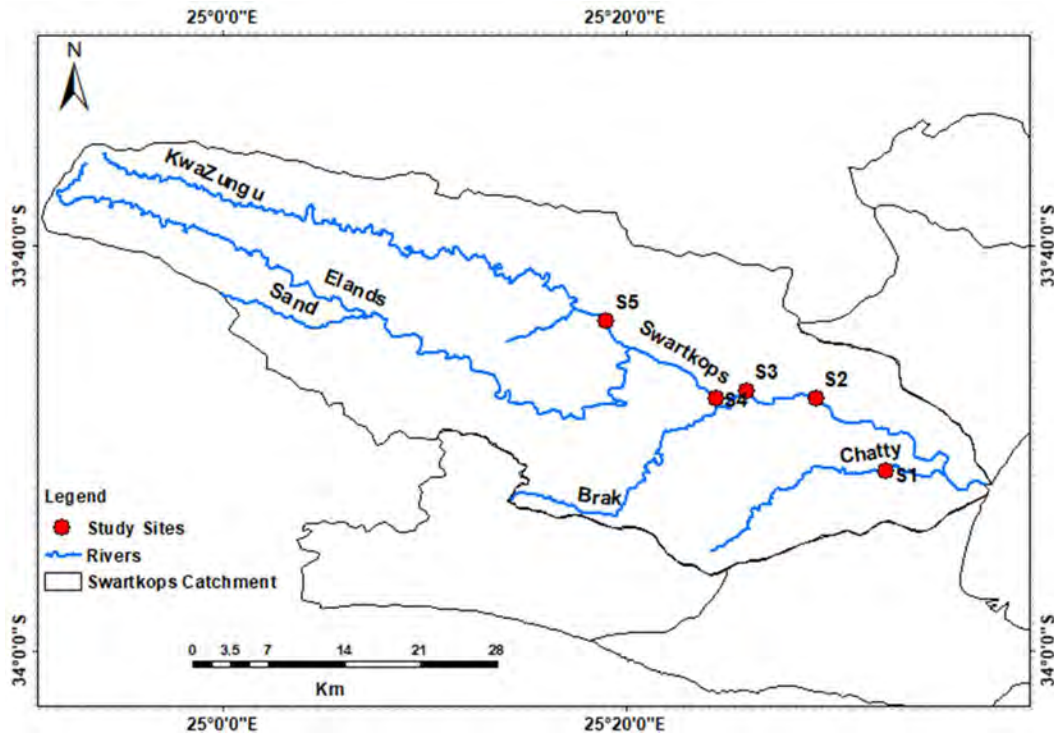 25°0'0"E 25°20'0"E
N
KwaZungu
33°40'0"S 33°40'0"S
Elands
Sand
S5
Swartkops
S3 S2
S4
Chatty
S1
Brak
Legend
Study Sites
Rivers
Swartkops Catchment
34°0'0"S 34°0'0"S
0 3.5 7 14 21 28
Km
25°0'0"E 25°20'0"E